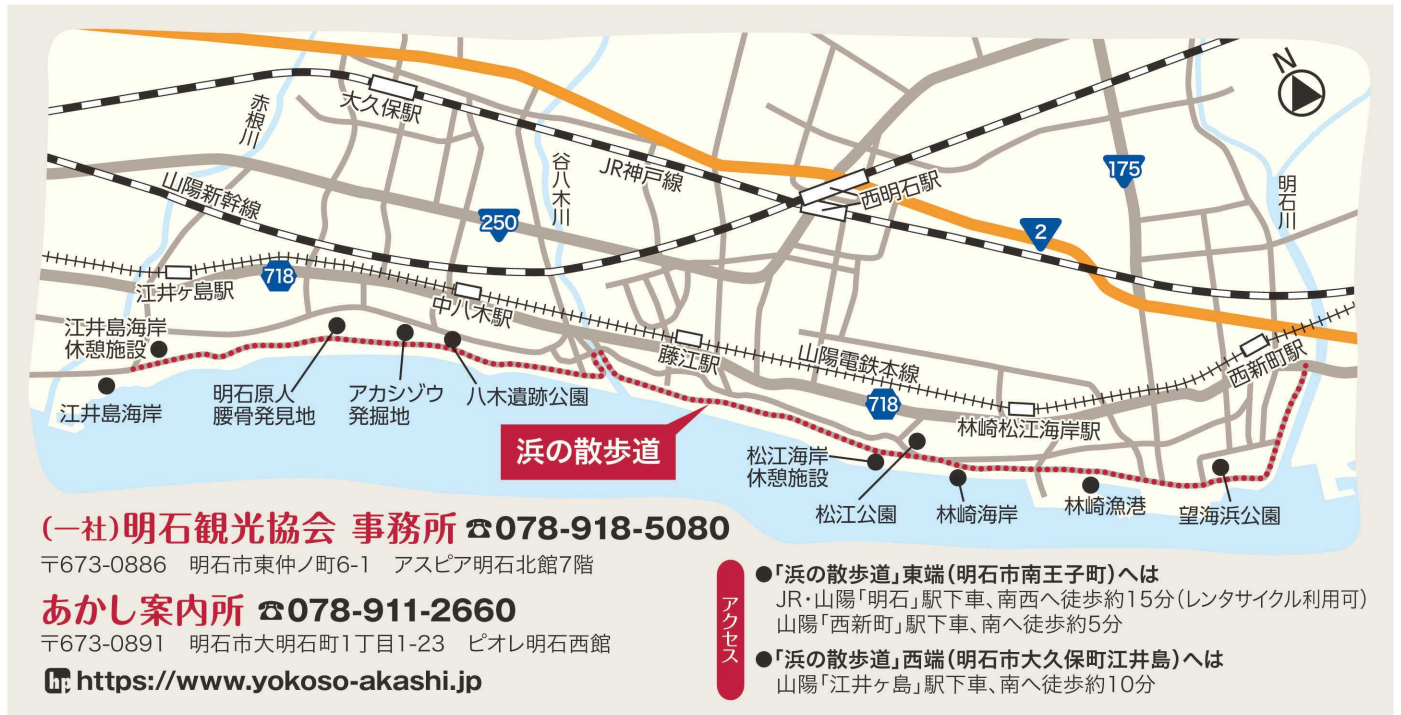 N
大久保駅
赤根川
谷八木川
JR神戸線
西明石駅
175
明石川
山陽新幹線
250
2
江井ヶ島駅
718
中八木駅
江井島海岸
休憩施設
藤江駅
山陽電鉄本線
西新町駅
江井島海岸
明石原人
腰骨発見地
アカシゾウ
発掘地
八木遺跡公園
718
林崎松江海岸駅
浜の散歩道
松江海岸
休憩施設
松江公園
林崎海岸
林崎漁港
望海浜公園
(一社)明石観光協会 事務所 ☎078-918-5080
〒673-0886 明石市東仲ノ町6-1 アスピア明石北館7階
あかし案内所 ☎078-911-2660
〒673-0891 明石市大明石町1丁目1-23 ピオレ明石西館
hp https://www.yokoso-akashi.jp
アクセス
●「浜の散歩道」東端(明石市南王子町)へは
JR・山陽「明石」駅下車、南西へ徒歩約15分(レンタサイクル利用可)
山陽「西新町」駅下車、南へ徒歩約5分
●「浜の散歩道」西端(明石市大久保町江井島)へは
山陽「江井ヶ島」駅下車、南へ徒歩約10分